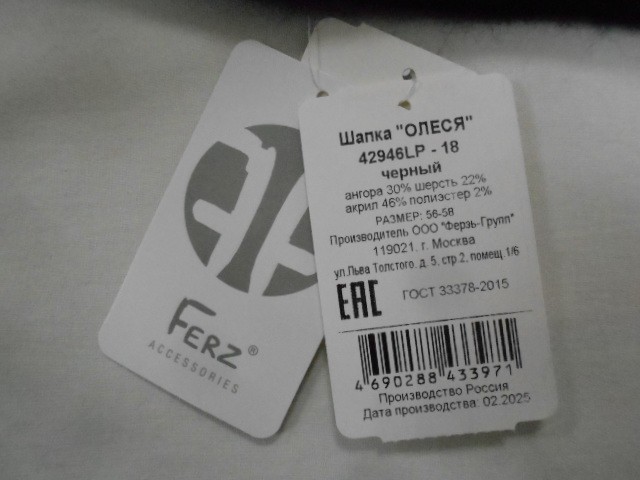 FERZ®
ACCESSORIES
Шапка "ОЛЕСЯ"
42946LP - 18
черный
ангора 30% шерсть 22%
акрил 46% полиэстер 2%
РАЗМЕР: 56-58
Производитель ООО "Ферзь-Групп"
119021. г. Москва
ул.Льва Толстого, д. 5, стр.2, помещ.1/6
EAC ГОСТ 33378-2015
4 690288 433971
Производство Россия
Дата производства: 02.2025